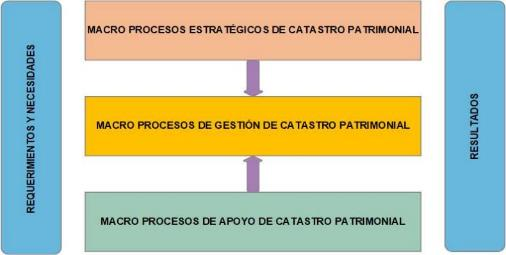 REQUERIMIENTOS Y NECESIDADES
MACRO PROCESOS ESTRATÉGICOS DE CATASTRO PATRIMONIAL
MACRO PROCESOS DE GESTIÓN DE CATASTRO PATRIMONIAL
MACRO PROCESOS DE APOYO DE CATASTRO PATRIMONIAL
RESULTADOS